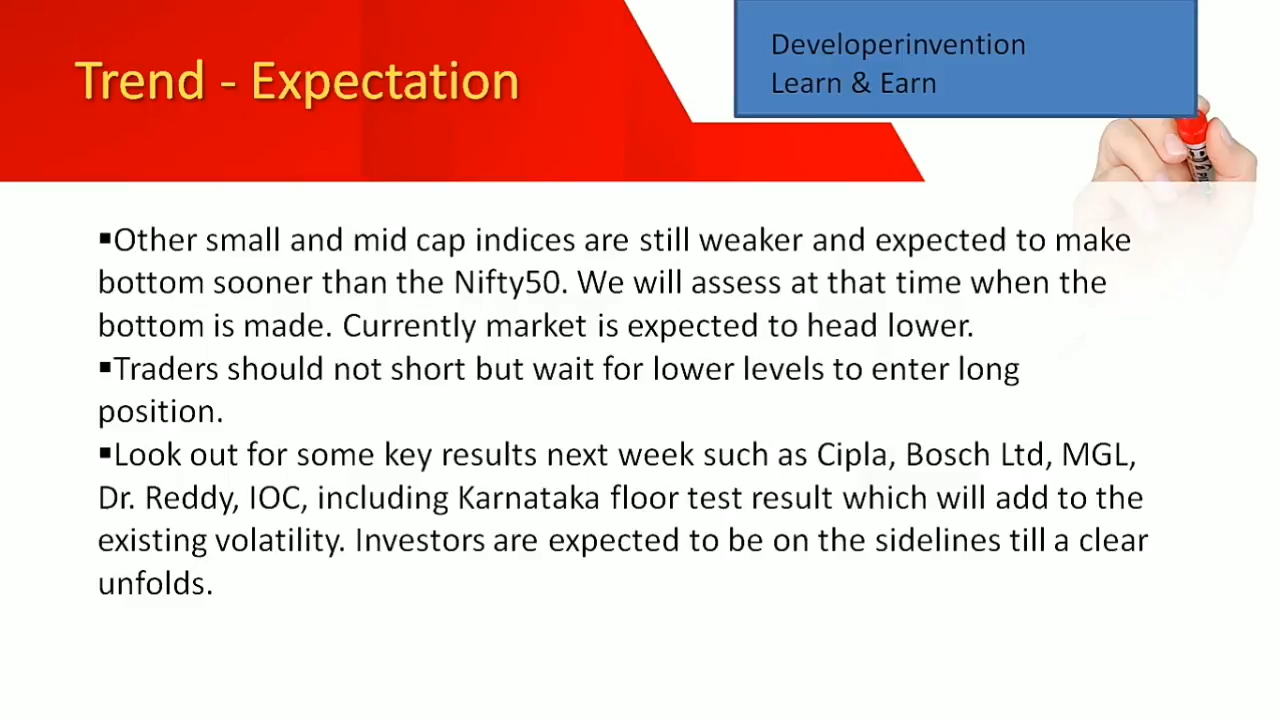 Trend - Expectation
Developerinvention
Learn & Earn
▪Other small and mid cap indices are still weaker and expected to make
bottom sooner than the Nifty50. We will assess at that time when the
bottom is made. Currently market is expected to head lower.
▪Traders should not short but wait for lower levels to enter long
position.
▪Look out for some key results next week such as Cipla, Bosch Ltd, MGL,
Dr. Reddy, IOC, including Karnataka floor test result which will add to the
existing volatility. Investors are expected to be on the sidelines till a clear
unfolds.